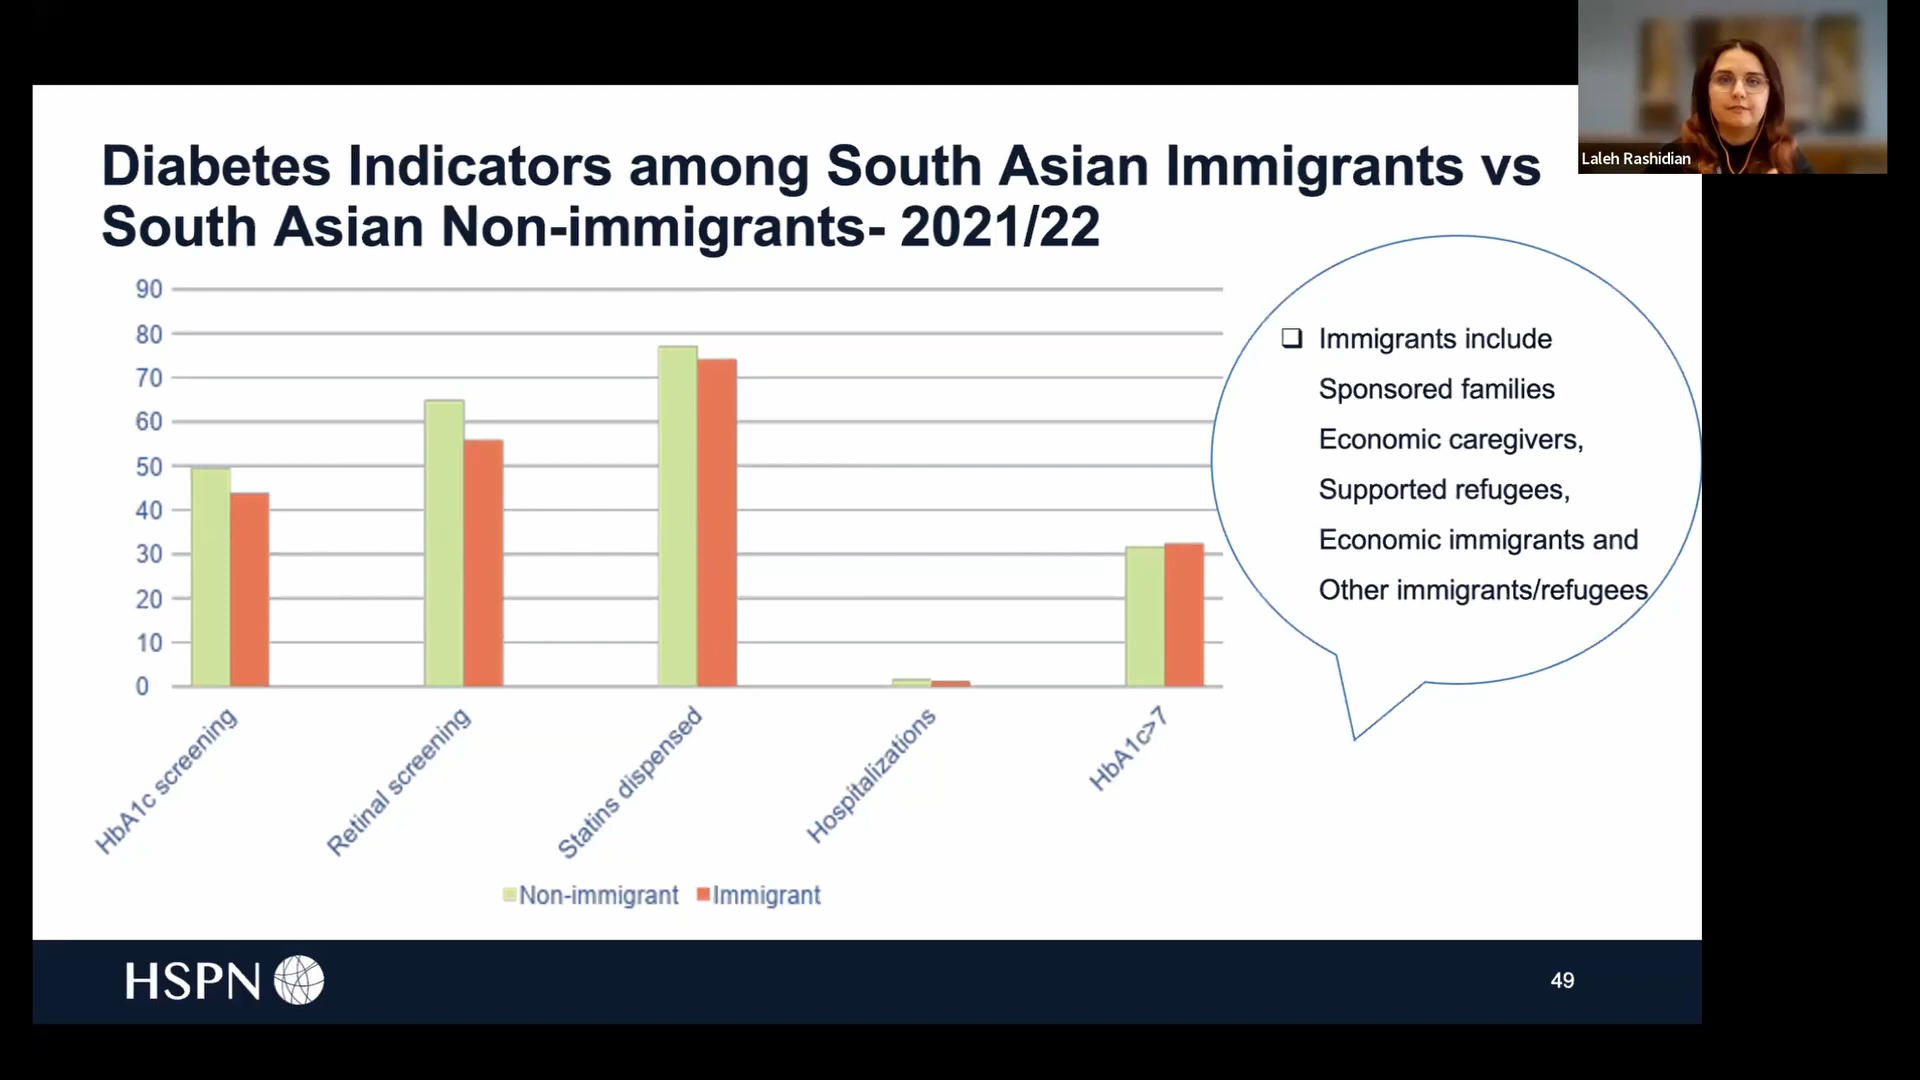 Laleh Rashidian
Diabetes Indicators among South Asian Immigrants vs
South Asian Non-immigrants- 2021/22
90
80
70
60
50
40
30
20
10
0
HbA1c screening
Retinal screening
Statins dispensed
Hospitalizations
HbA1c>7
Non-immigrant
Immigrant
Immigrants include
Sponsored families
Economic caregivers,
Supported refugees,
Economic immigrants and
Other immigrants/refugees
HSPN
49